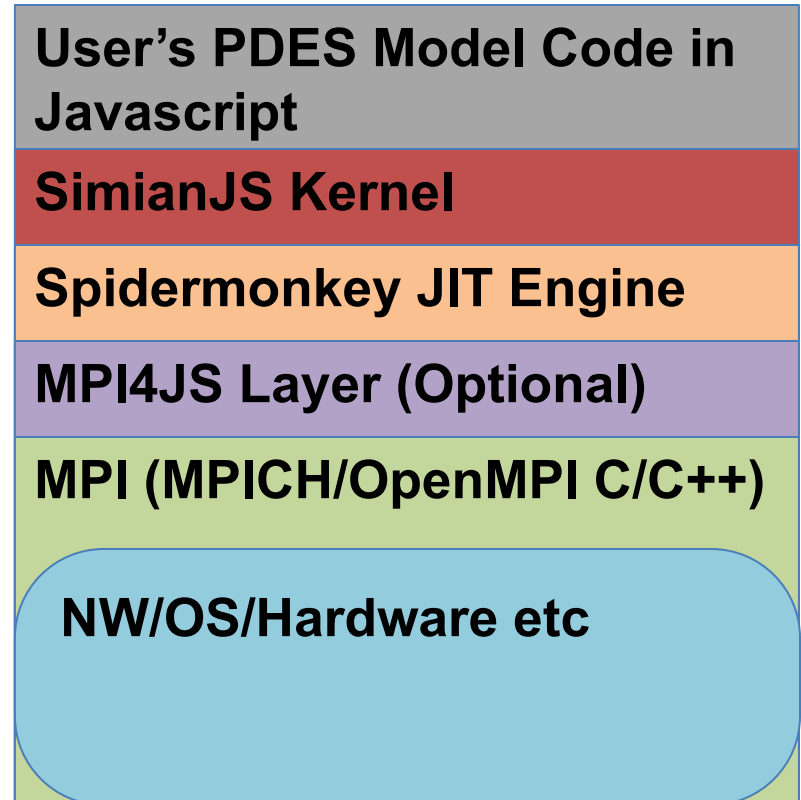 User’s PDES Model Code in
Javascript
SimianJS Kernel
Spidermonkey JIT Engine
MPI4JS Layer (Optional)
MPI (MPICH/OpenMPI C/C++)
NW/OS/Hardware etc